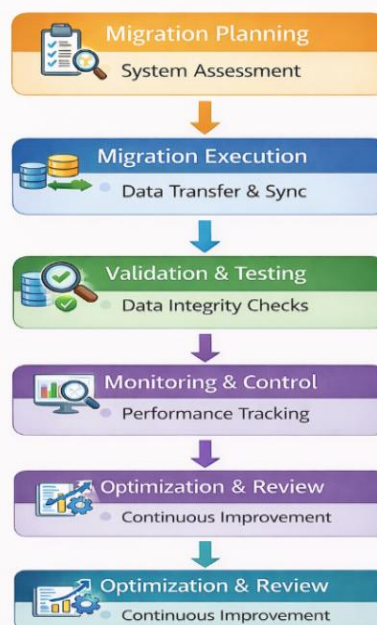 Migration Planning
System Assessment
Migration Execution
Data Transfer & Sync
Validation & Testing
Data Integrity Checks
Monitoring & Control
Performance Tracking
Optimization & Review
Continuous Improvement
Optimization & Review
Continuous Improvement